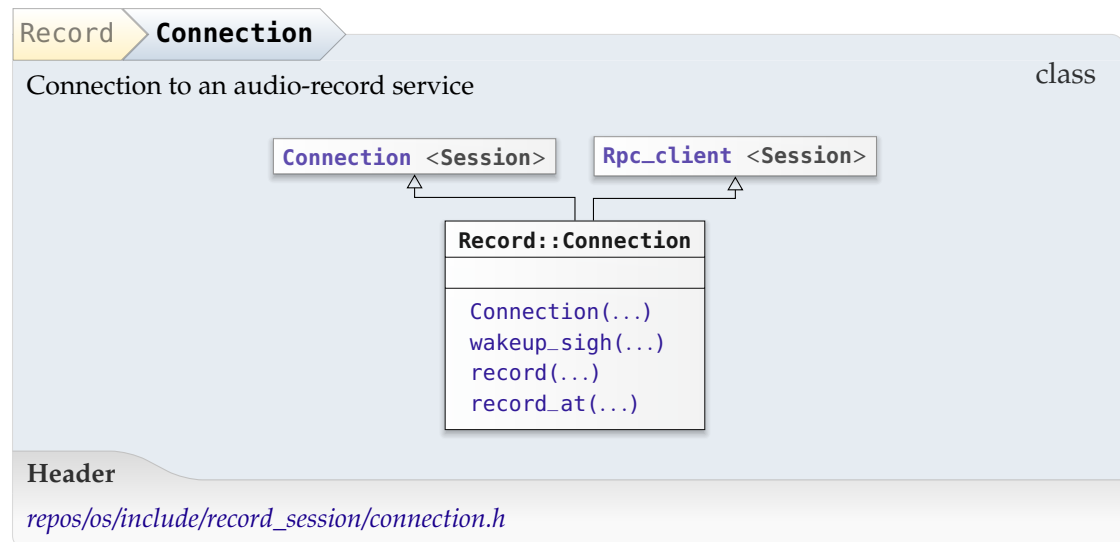 Record Connection
class
Connection to an audio-record service
Connection <Session> Rpc_client <Session>
Record::Connection
Connection(...)
wakeup_sigh(...)
record(...)
record_at(...)
Header
repos/os/include/record_session/connection.h